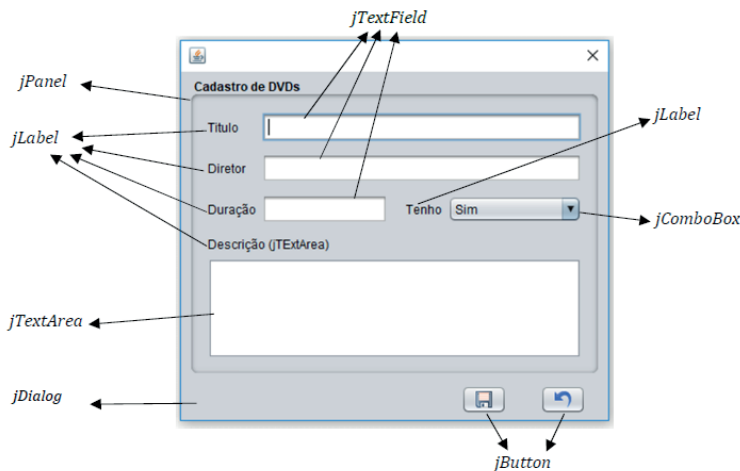 jTextField
jPanel
Cadastro de DVDs
jLabel
Titulo
jLabel
Diretor
Duração
Tenho
Sim
jComboBox
Descrição (jTExtArea)
jTextArea
jDialog
jButton